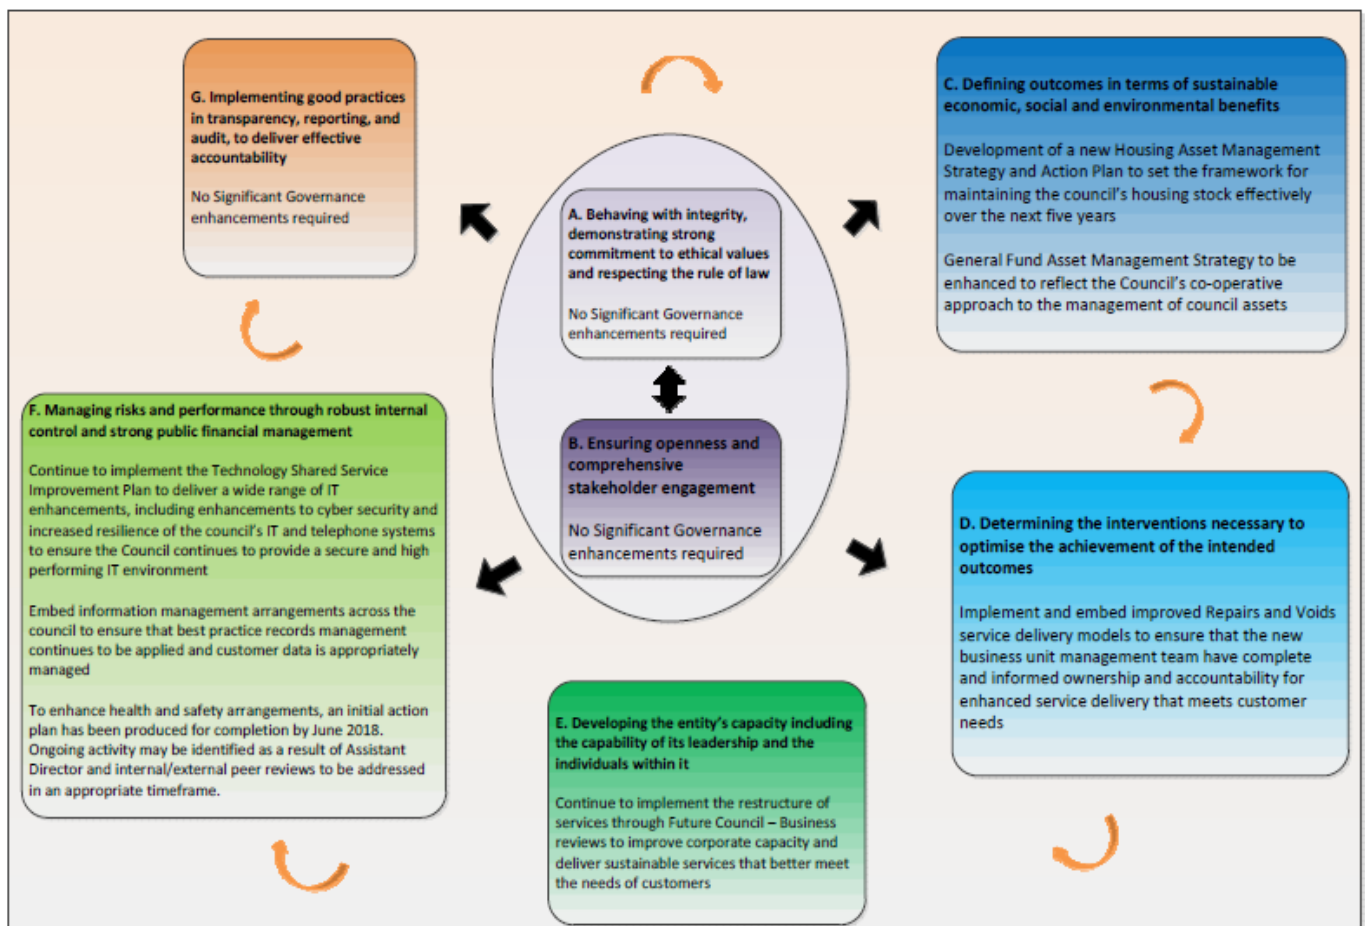 G. Implementing good practices
in transparency, reporting, and
audit, to deliver effective
accountability
No Significant Governance
enhancements required
A. Behaving with integrity,
demonstrating strong
commitment to ethical values
and respecting the rule of law
No Significant Governance
enhancements required
B. Ensuring openness and
comprehensive
stakeholder engagement
No Significant Governance
enhancements required
C. Defining outcomes in terms of sustainable
economic, social and environmental benefits
Development of a new Housing Asset Management
Strategy and Action Plan to set the framework for
maintaining the council's housing stock effectively
over the next five years
General Fund Asset Management Strategy to be
enhanced to reflect the Council's co-operative
approach to the management of council assets
D. Determining the interventions necessary to
optimise the achievement of the intended
outcomes
Implement and embed improved Repairs and Voids
service delivery models to ensure that the new
business unit management team have complete
and informed ownership and accountability for
enhanced service delivery that meets customer
needs
E. Developing the entity's capacity including
the capability of its leadership and the
individuals within it
Continue to implement the restructure of
services through Future Council – Business
reviews to improve corporate capacity and
deliver sustainable services that better meet
the needs of customers
F. Managing risks and performance through robust internal
control and strong public financial management
Continue to implement the Technology Shared Service
Improvement Plan to deliver a wide range of IT
enhancements, including enhancements to cyber security and
increased resilience of the council's IT and telephone systems
to ensure the Council continues to provide a secure and high
performing IT environment
Embed information management arrangements across the
council to ensure that best practice records management
continues to be applied and customer data is appropriately
managed
To enhance health and safety arrangements, an initial action
plan has been produced for completion by June 2018.
Ongoing activity may be identified as a result of Assistant
Director and internal/external peer reviews to be addressed
in an appropriate timeframe.